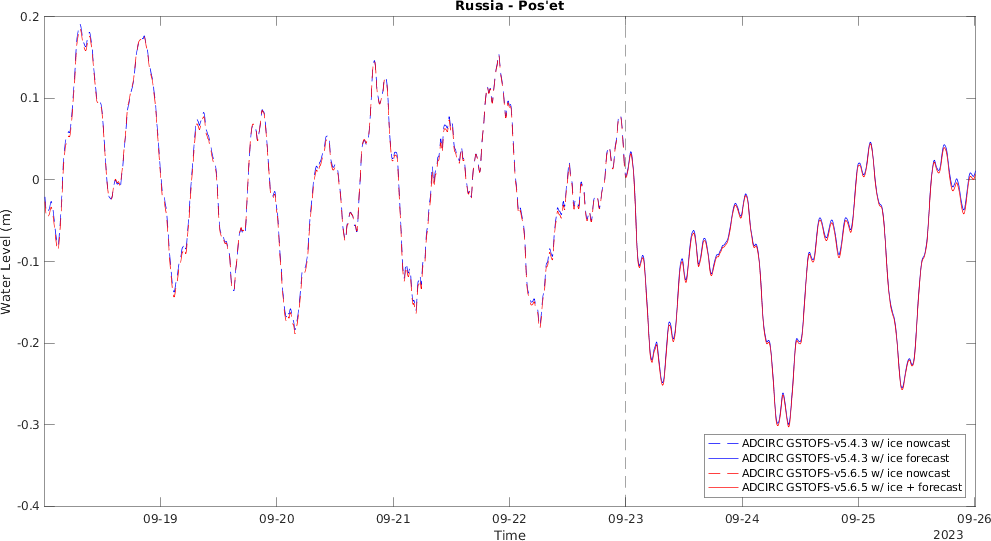 Russia - Pos'et
0.2
0.1
0
-0.1
-0.2
-0.3
-0.4
Water Level (m)
ADCIRC GSTOFS-v5.4.3 w/ ice nowcast
ADCIRC GSTOFS-v5.4.3 w/ ice forecast
ADCIRC GSTOFS-v5.6.5 w/ ice nowcast
ADCIRC GSTOFS-v5.6.5 w/ ice + forecast
09-19 09-20 09-21 09-22 09-23 09-24 09-25 09-26
Time
2023